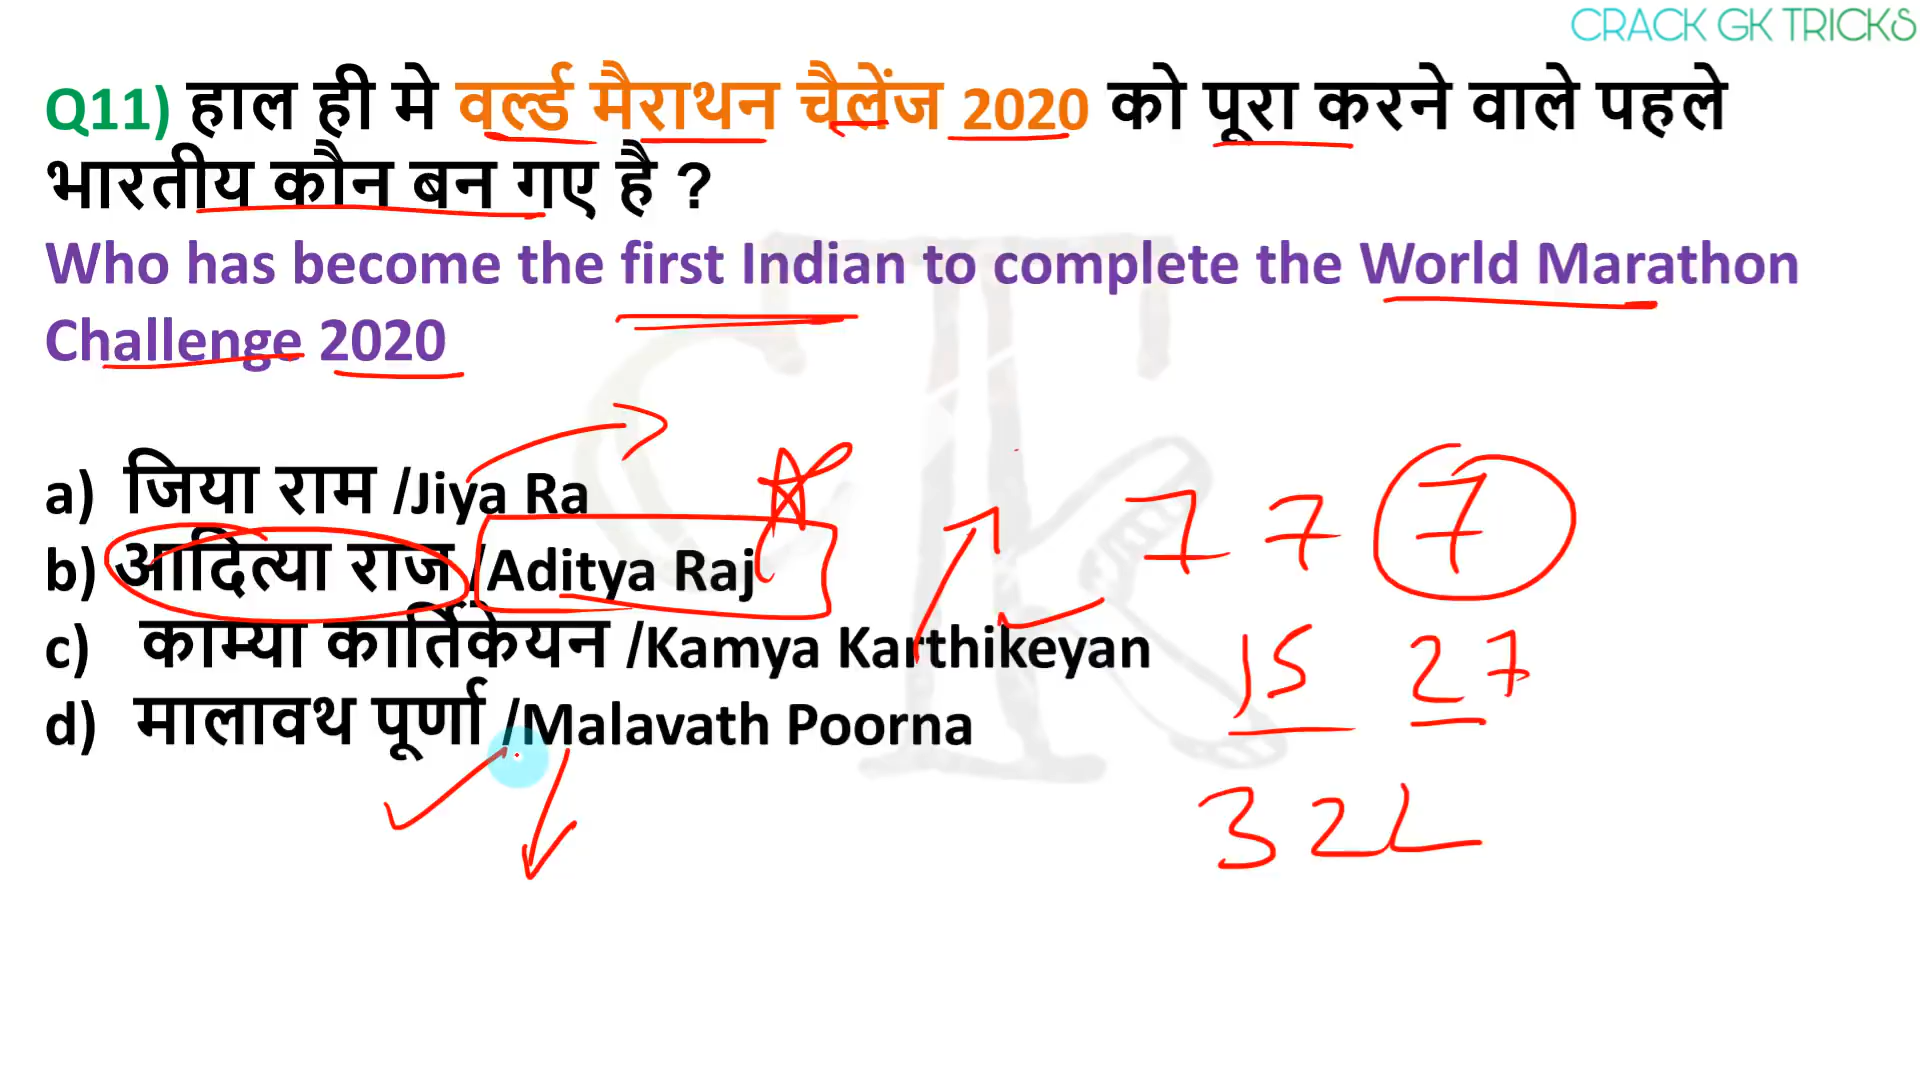 CRACK GK TRICKS
Q11) हाल ही मे वर्ल्ड मैराथन चैलेंज 2020 को पूरा करने वाले पहले
भारतीय कौन बन गए है ?
Who has become the first Indian to complete the World Marathon
Challenge 2020
a) जिया राम /Jiya Ra
b) आदित्या राज /Aditya Raj
c) काम्या कार्तिकेयन /Kamya Karthikeyan
d) मालावथ पूर्णा /Malavath Poorna
7 7 7
15 27
322